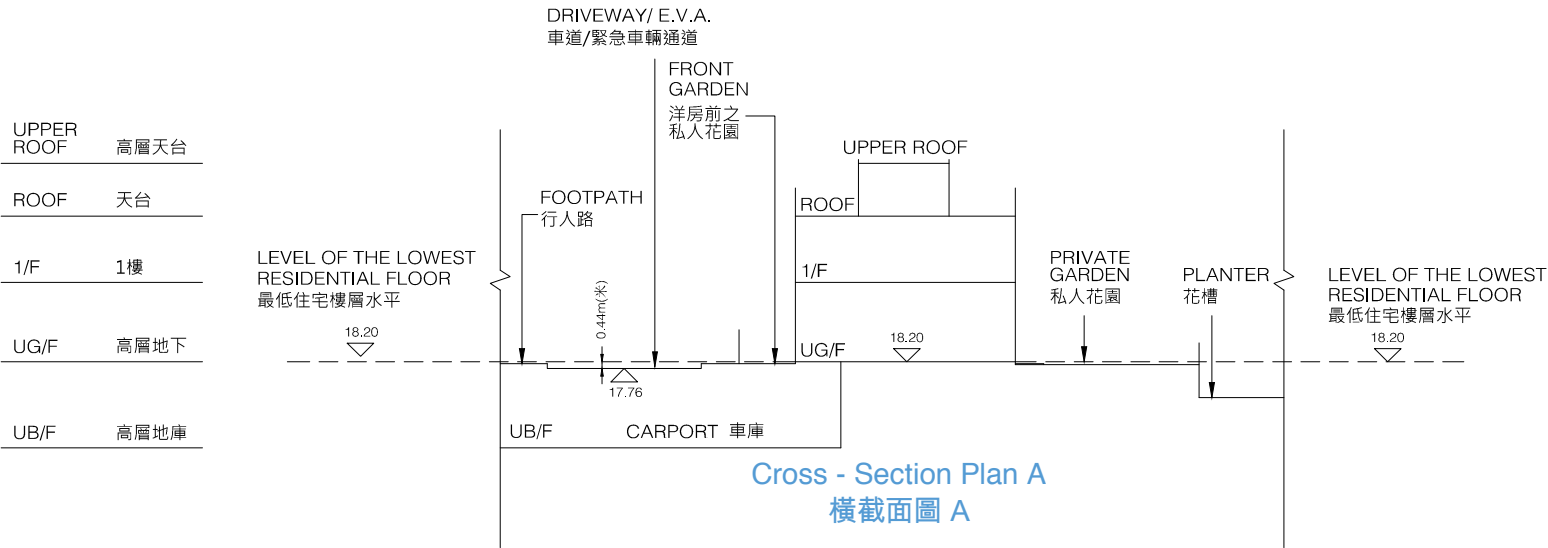 DRIVEWAY/ E.V.A.
車道/緊急車輛通道
FRONT
GARDEN
洋房前之
私人花園
UPPER
ROOF 高層天台
ROOF 天台
1/F 1樓
UG/F 高層地下
UB/F 高層地庫
LEVEL OF THE LOWEST
RESIDENTIAL FLOOR
最低住宅樓層水平
18.20
FOOTPATH
行人路
0.44m(米)
17.76
UPPER ROOF
ROOF
1/F
UG/F
18.20
UB/F CARPORT 車庫
PRIVATE
GARDEN
私人花園
PLANTER
花槽
LEVEL OF THE LOWEST
RESIDENTIAL FLOOR
最低住宅樓層水平
18.20
Cross - Section Plan A
橫截面圖 A